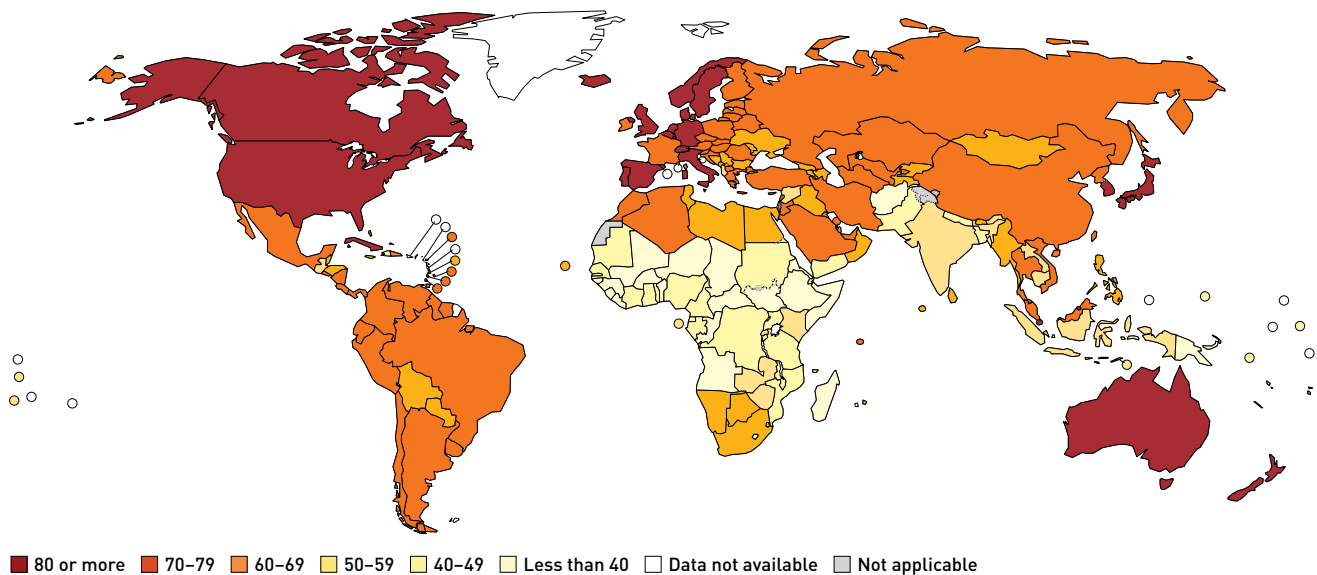 80 or more 70–79 60–69 50–59 40–49 Less than 40 Data not available Not applicable